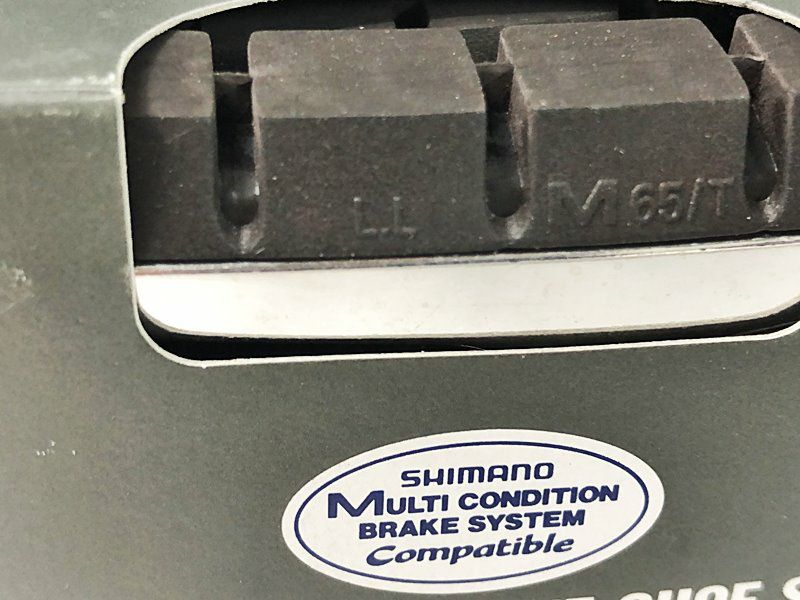 L.L
M65/T
SHIMANO
MULTI CONDITION
BRAKE SYSTEM
Compatible